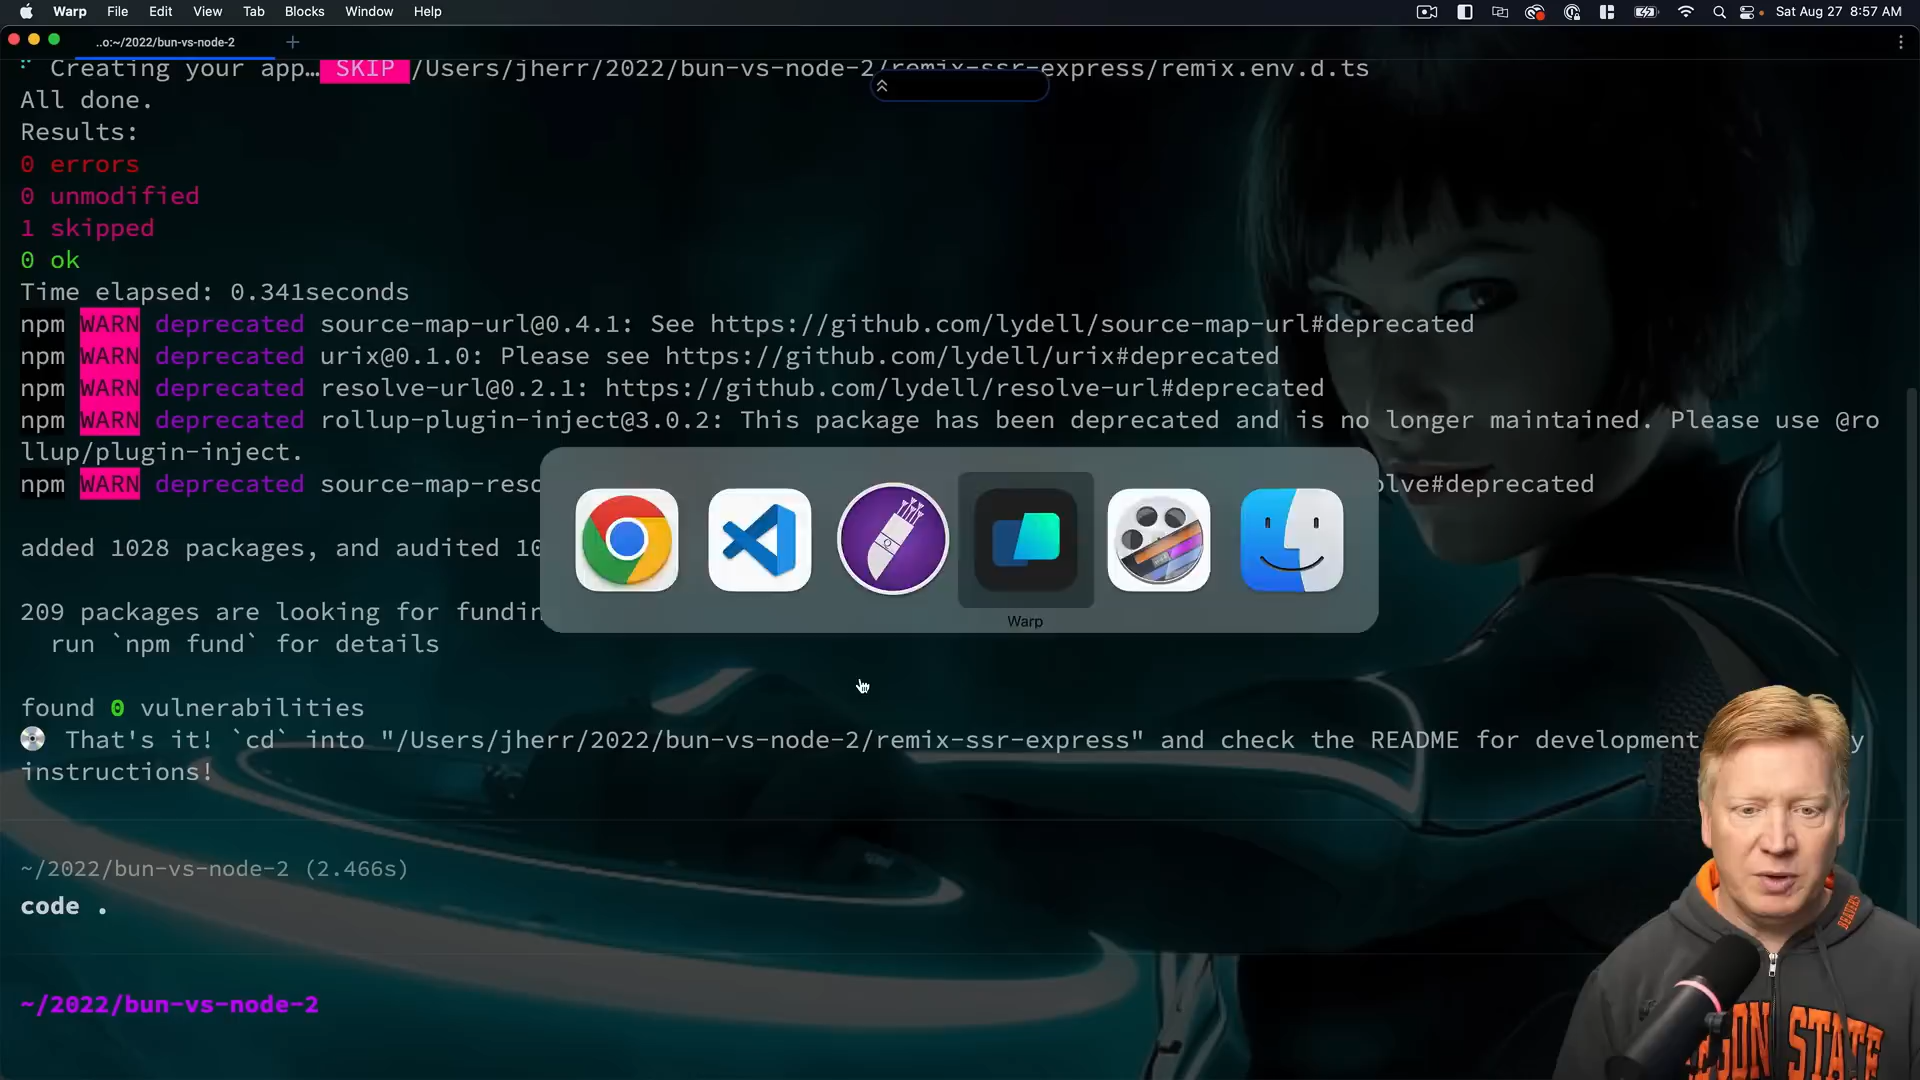 Warp File Edit View Tab Blocks Window Help Sat Aug 27 8:57 AM
..o:~/2022/bun-vs-node-2
Creating your app… SKIP /Users/jherr/2022/bun-vs-node-2/remix-ssr-express/remix.env.d.ts
All done.
Results:
0 errors
0 unmodified
1 skipped
0 ok
Time elapsed: 0.341seconds
npm WARN deprecated source-map-url@0.4.1: See https://github.com/lydell/source-map-url#deprecated
npm WARN deprecated urix@0.1.0: Please see https://github.com/lydell/urix#deprecated
npm WARN deprecated resolve-url@0.2.1: https://github.com/lydell/resolve-url#deprecated
npm WARN deprecated rollup-plugin-inject@3.0.2: This package has been deprecated and is no longer maintained. Please use @ro
llup/plugin-inject.
npm WARN deprecated source-map-reso lve#deprecated
added 1028 packages, and audited 10
209 packages are looking for fundin
run `npm fund` for details
Warp
found 0 vulnerabilities
That's it! `cd` into "/Users/jherr/2022/bun-vs-node-2/remix-ssr-express" and check the README for development y
instructions!
~/2022/bun-vs-node-2 (2.466s)
code .
~/2022/bun-vs-node-2
STATE